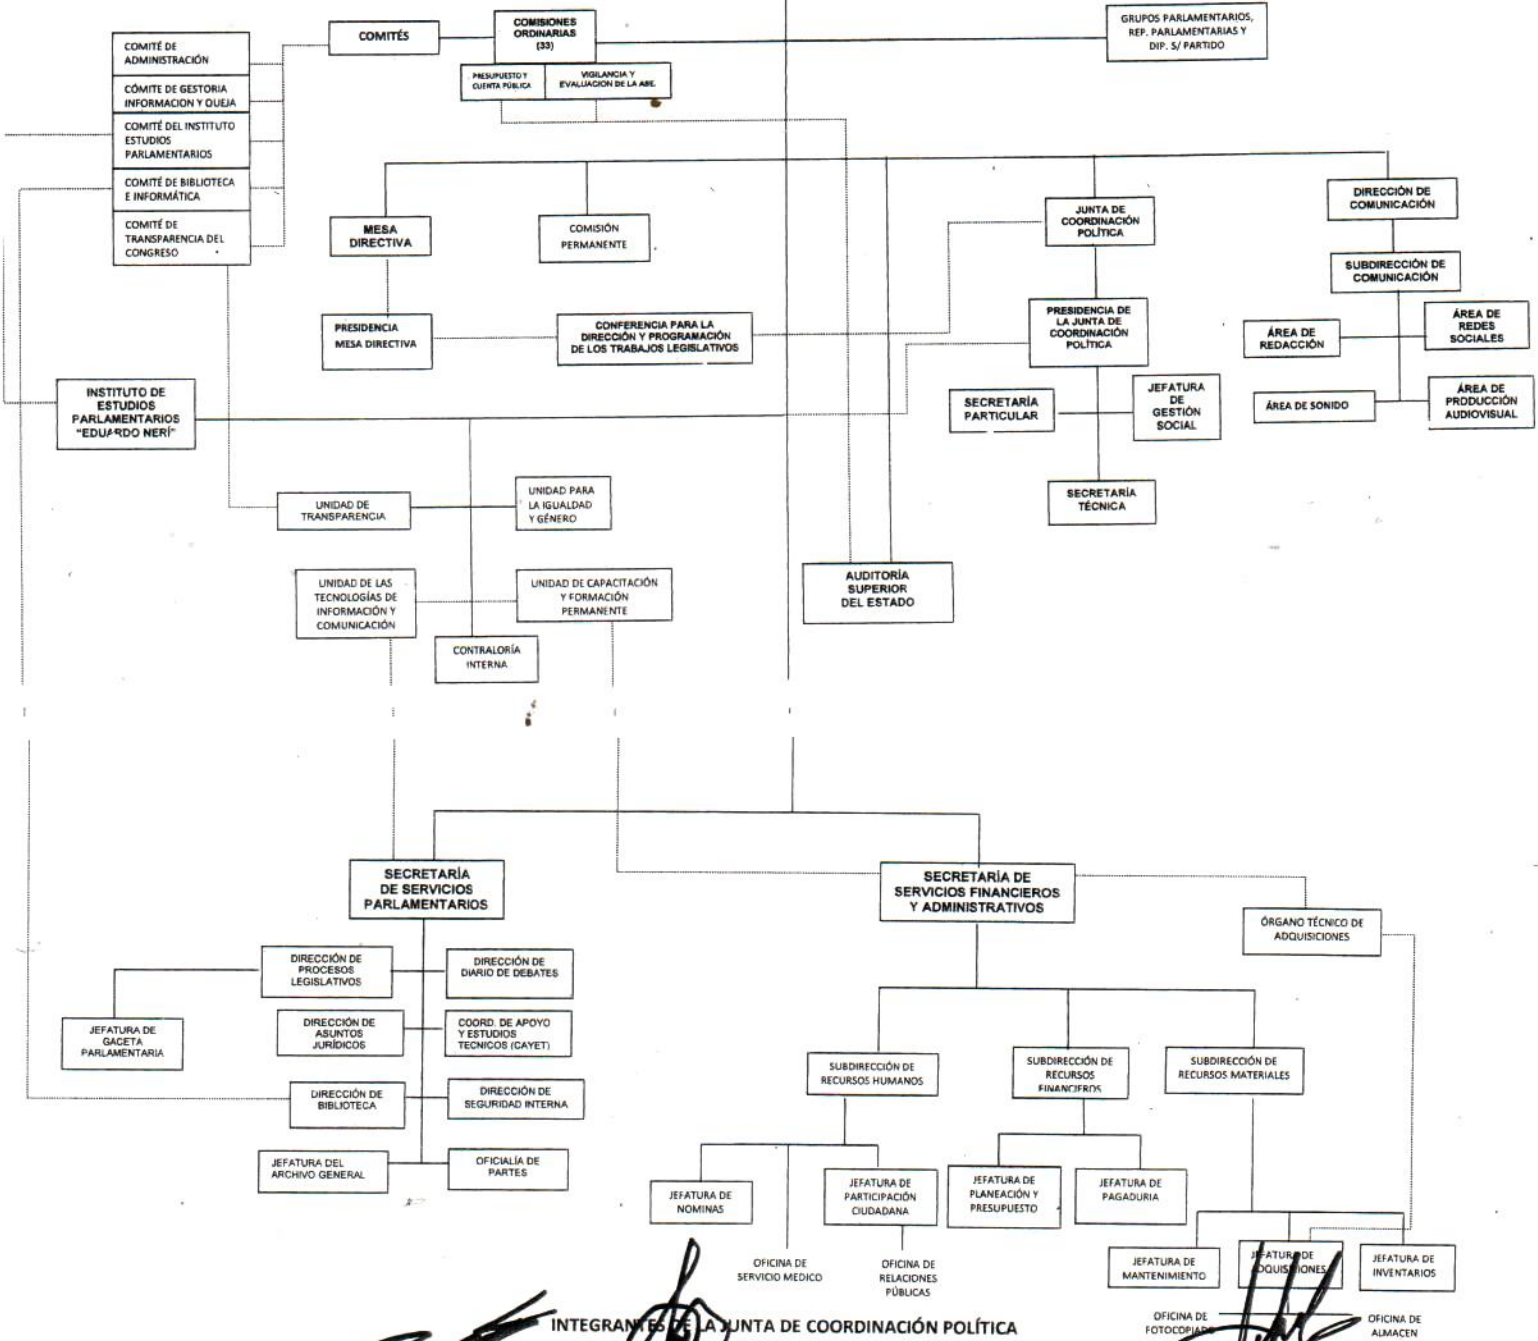 COMITÉS
COMISIONES
ORDINARIAS
(33)
GRUPOS PARLAMENTARIOS,
REP. PARLAMENTARIAS Y
DIP. S/ PARTIDO
PRESUPUESTO Y
CUENTA PÚBLICA
VIGILANCIA Y
EVALUACION DE LA ASE.
COMITÉ DE
ADMINISTRACIÓN
CÓMITE DE GESTORIA
INFORMACION Y QUEJA
COMITÉ DEL INSTITUTO
ESTUDIOS
PARLAMENTARIOS
COMITÉ DE BIBLIOTECA
E INFORMÁTICA
COMITÉ DE
TRANSPARENCIA DEL
CONGRESO
MESA
DIRECTIVA
COMISIÓN
PERMANENTE
JUNTA DE
COORDINACIÓN
POLÍTICA
DIRECCIÓN DE
COMUNICACIÓN
SUBDIRECCIÓN DE
COMUNICACIÓN
PRESIDENCIA
MESA DIRECTIVA
CONFERENCIA PARA LA
DIRECCIÓN Y PROGRAMACIÓN
DE LOS TRABAJOS LEGISLATIVOS
PRESIDENCIA DE
LA JUNTA DE
COORDINACIÓN
POLÍTICA
ÁREA DE
REDACCIÓN
ÁREA DE
REDES
SOCIALES
INSTITUTO DE
ESTUDIOS
PARLAMENTARIOS
"EDUARDO NERÍ"
SECRETARÍA
PARTICULAR
JEFATURA
DE
GESTIÓN
SOCIAL
ÁREA DE SONIDO
ÁREA DE
PRODUCCIÓN
AUDIOVISUAL
UNIDAD DE
TRANSPARENCIA
UNIDAD PARA
LA IGUALDAD
Y GÉNERO
SECRETARÍA
TÉCNICA
UNIDAD DE LAS
TECNOLOGÍAS DE
INFORMACIÓN Y
COMUNICACIÓN
UNIDAD DE CAPACITACIÓN
Y FORMACIÓN
PERMANENTE
AUDITORÍA
SUPERIOR
DEL ESTADO
CONTRALORÍA
INTERNA
SECRETARÍA
DE SERVICIOS
PARLAMENTARIOS
SECRETARÍA DE
SERVICIOS FINANCIEROS
Y ADMINISTRATIVOS
ÓRGANO TÉCNICO DE
ADQUISICIONES
DIRECCIÓN DE
PROCESOS
LEGISLATIVOS
DIRECCIÓN DE
DIARIO DE DEBATES
JEFATURA DE
GACETA
PARLAMENTARIA
DIRECCIÓN DE
ASUNTOS
JURÍDICOS
COORD. DE APOYO
Y ESTUDIOS
TECNICOS (CAYET)
DIRECCIÓN DE
BIBLIOTECA
DIRECCIÓN DE
SEGURIDAD INTERNA
JEFATURA DEL
ARCHIVO GENERAL
OFICIALÍA DE
PARTES
SUBDIRECCIÓN DE
RECURSOS HUMANOS
SUBDIRECCIÓN DE
RECURSOS
FINANCIEROS
SUBDIRECCIÓN DE
RECURSOS MATERIALES
JEFATURA DE
NOMINAS
JEFATURA DE
PARTICIPACIÓN
CIUDADANA
JEFATURA DE
PLANEACIÓN Y
PRESUPUESTO
JEFATURA DE
PAGADURIA
OFICINA DE
SERVICIO MEDICO
OFICINA DE
RELACIONES
PÚBLICAS
JEFATURA DE
MANTENIMIENTO
JEFATURA DE
ADQUISICIONES
JEFATURA DE
INVENTARIOS
OFICINA DE
FOTOCOPIADO
OFICINA DE
ALMACEN
INTEGRANTES DE LA JUNTA DE COORDINACIÓN POLÍTICA